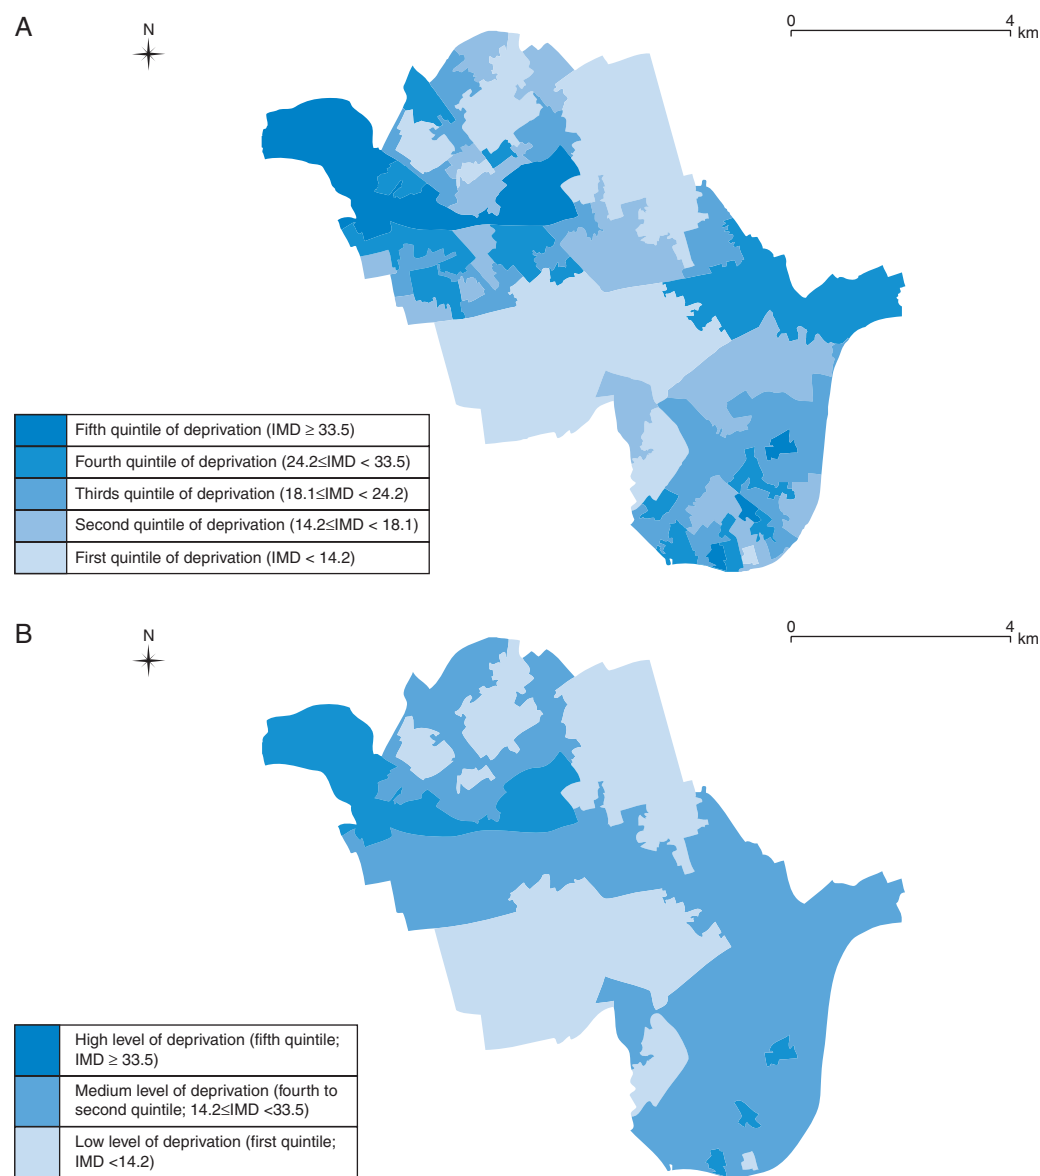 A
N
0 4
km
Fifth quintile of deprivation (IMD ≥ 33.5)
Fourth quintile of deprivation (24.2≤IMD < 33.5)
Thirds quintile of deprivation (18.1≤IMD < 24.2)
Second quintile of deprivation (14.2≤IMD < 18.1)
First quintile of deprivation (IMD < 14.2)
B
N
0 4
km
High level of deprivation (fifth quintile;
IMD ≥ 33.5)
Medium level of deprivation (fourth to
second quintile; 14.2≤IMD <33.5)
Low level of deprivation (first quintile;
IMD <14.2)